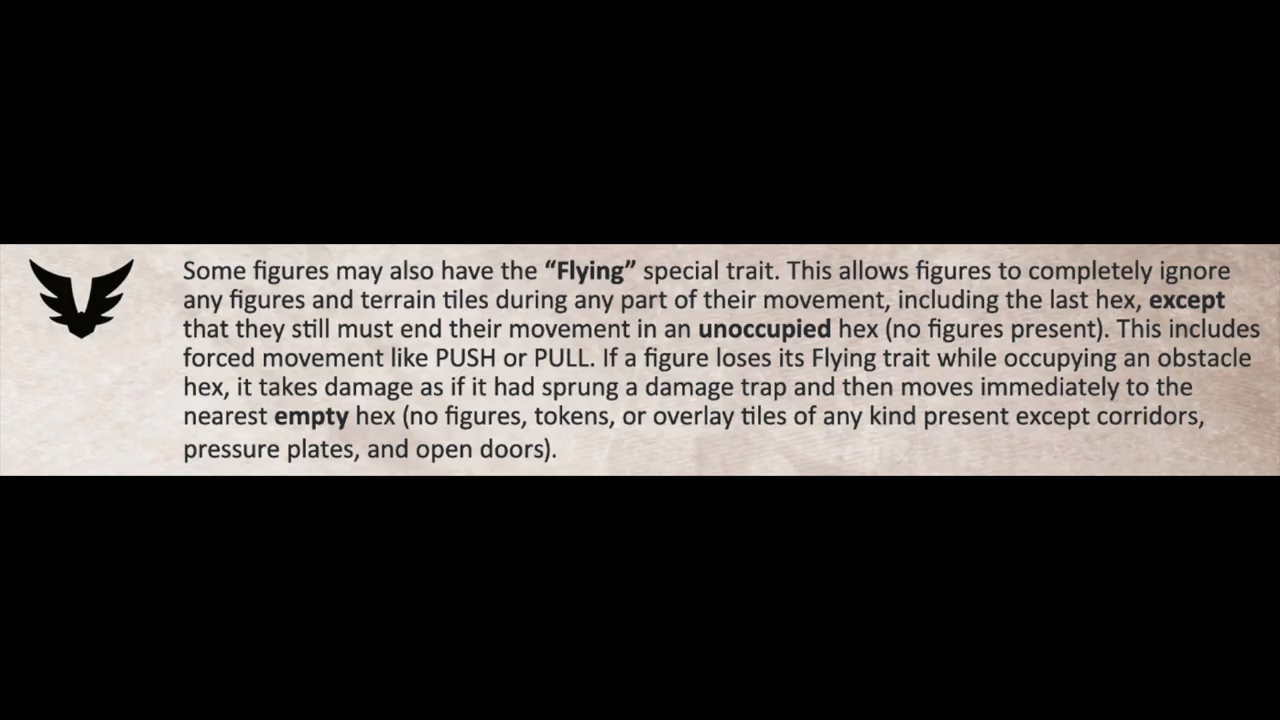 Some figures may also have the “Flying” special trait. This allows figures to completely ignore
any figures and terrain tiles during any part of their movement, including the last hex, except
that they still must end their movement in an unoccupied hex (no figures present). This includes
forced movement like PUSH or PULL. If a figure loses its Flying trait while occupying an obstacle
hex, it takes damage as if it had sprung a damage trap and then moves immediately to the
nearest empty hex (no figures, tokens, or overlay tiles of any kind present except corridors,
pressure plates, and open doors).